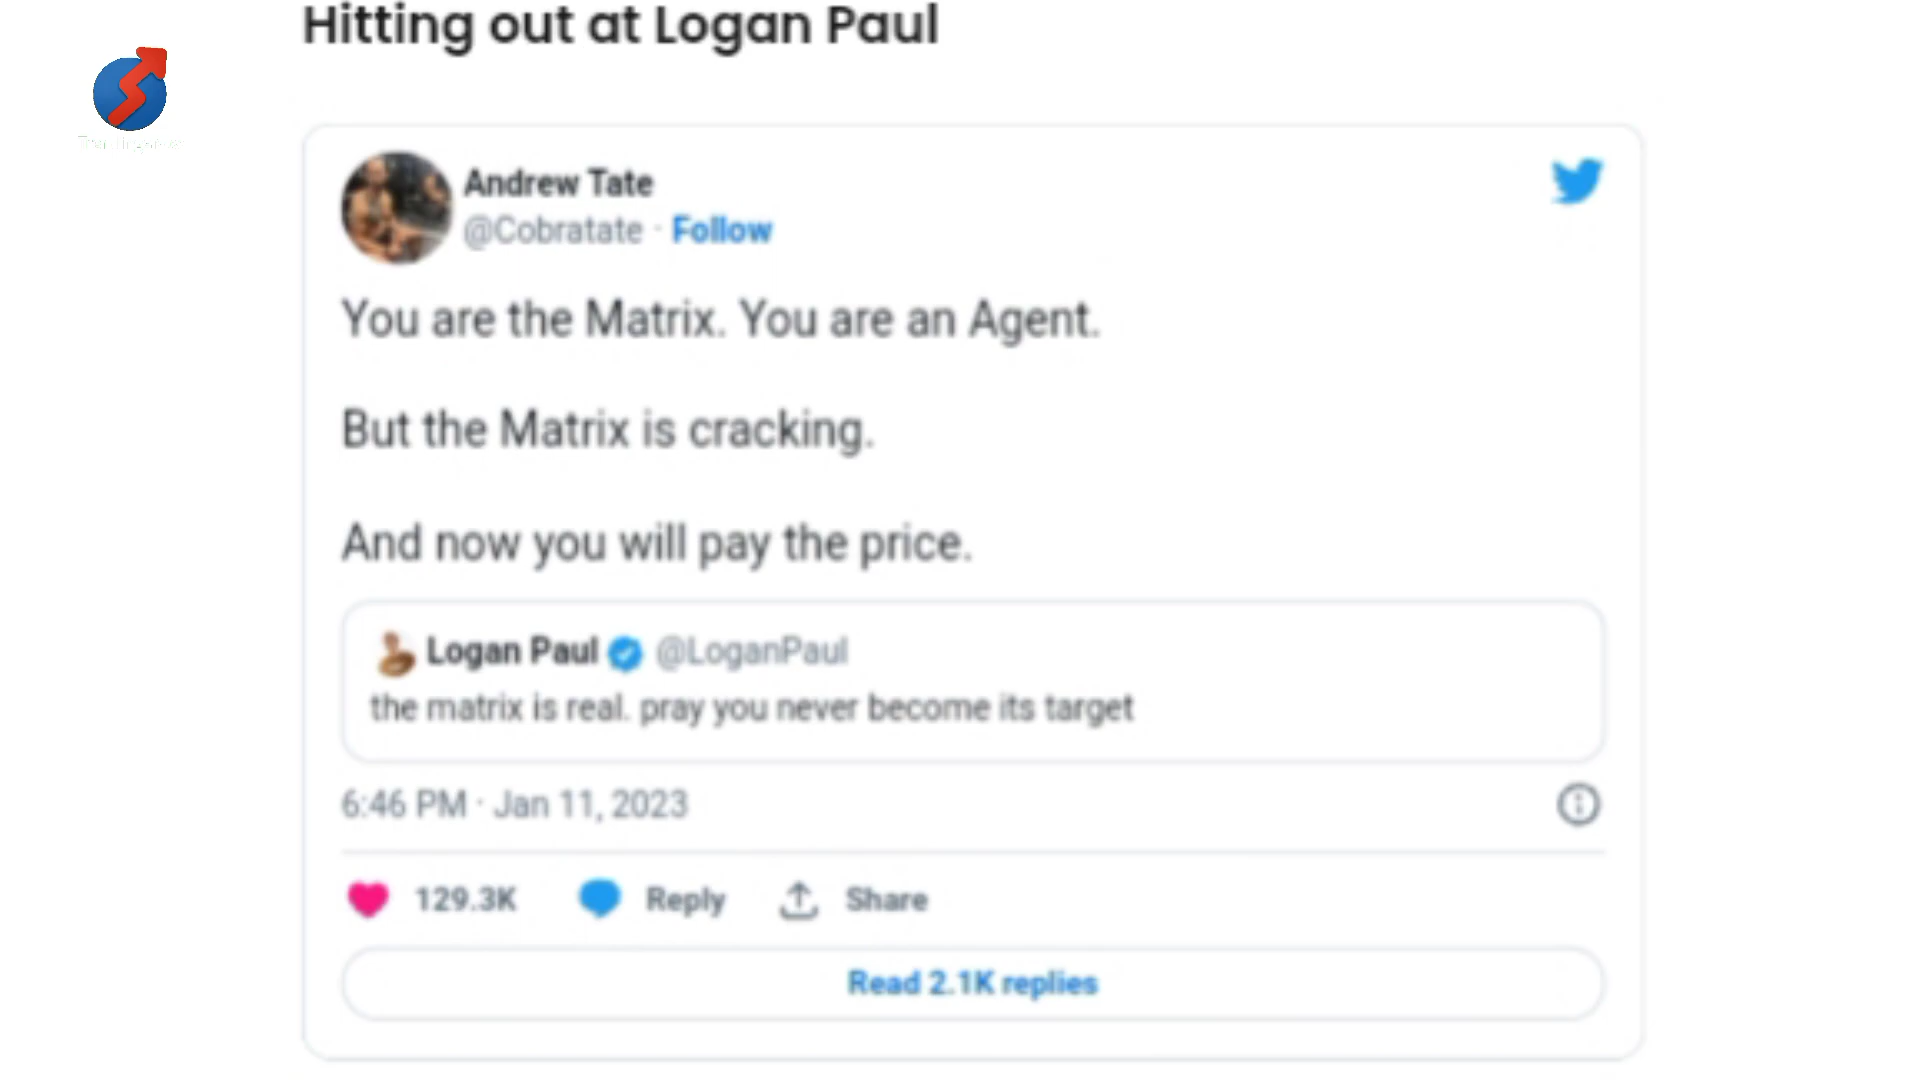 Hitting out at Logan Paul
Andrew Tate
@Cobratate · Follow
You are the Matrix. You are an Agent.
But the Matrix is cracking.
And now you will pay the price.
Logan Paul @LoganPaul
the matrix is real. pray you never become its target
6:46 PM · Jan 11, 2023
129.3K Reply Share
Read 2.1K replies